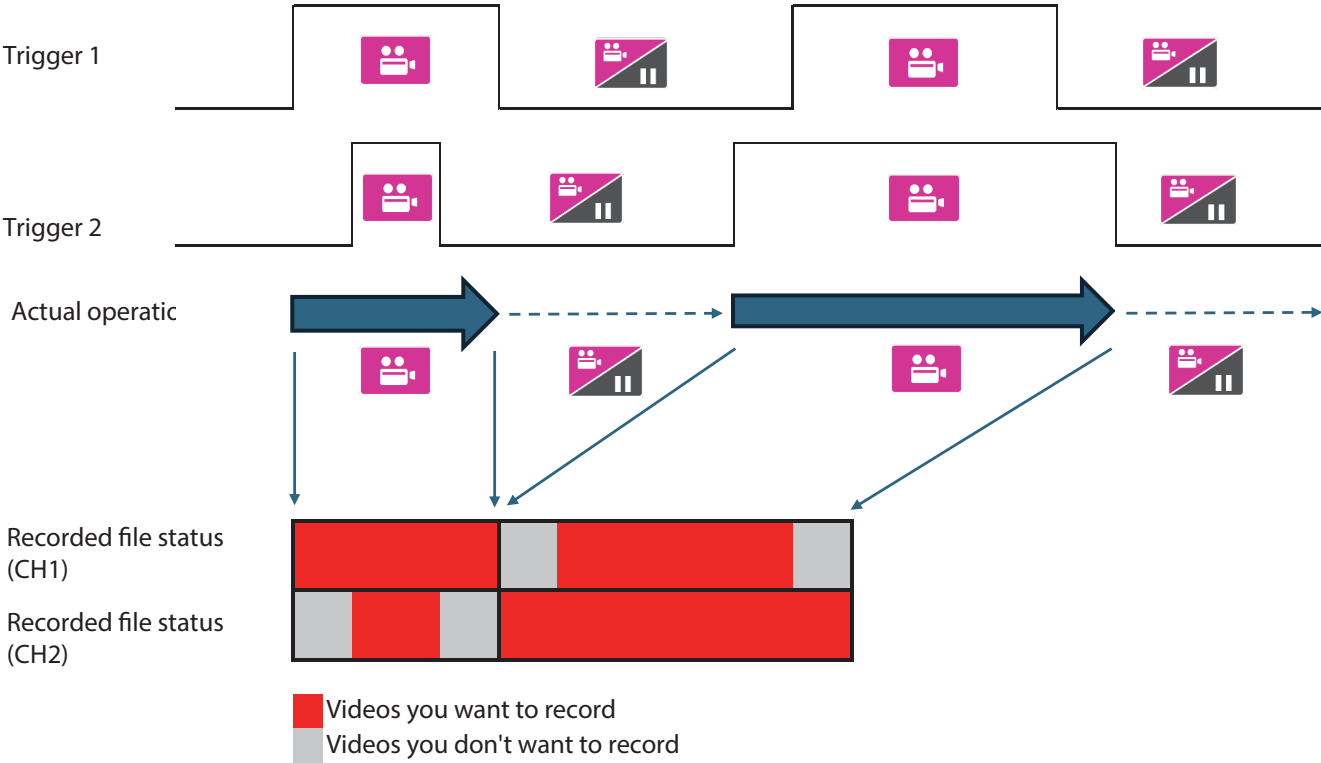 Trigger 1
Trigger 2
Actual operatic
Recorded file status
(CH1)
Recorded file status
(CH2)
Videos you want to record
Videos you don't want to record